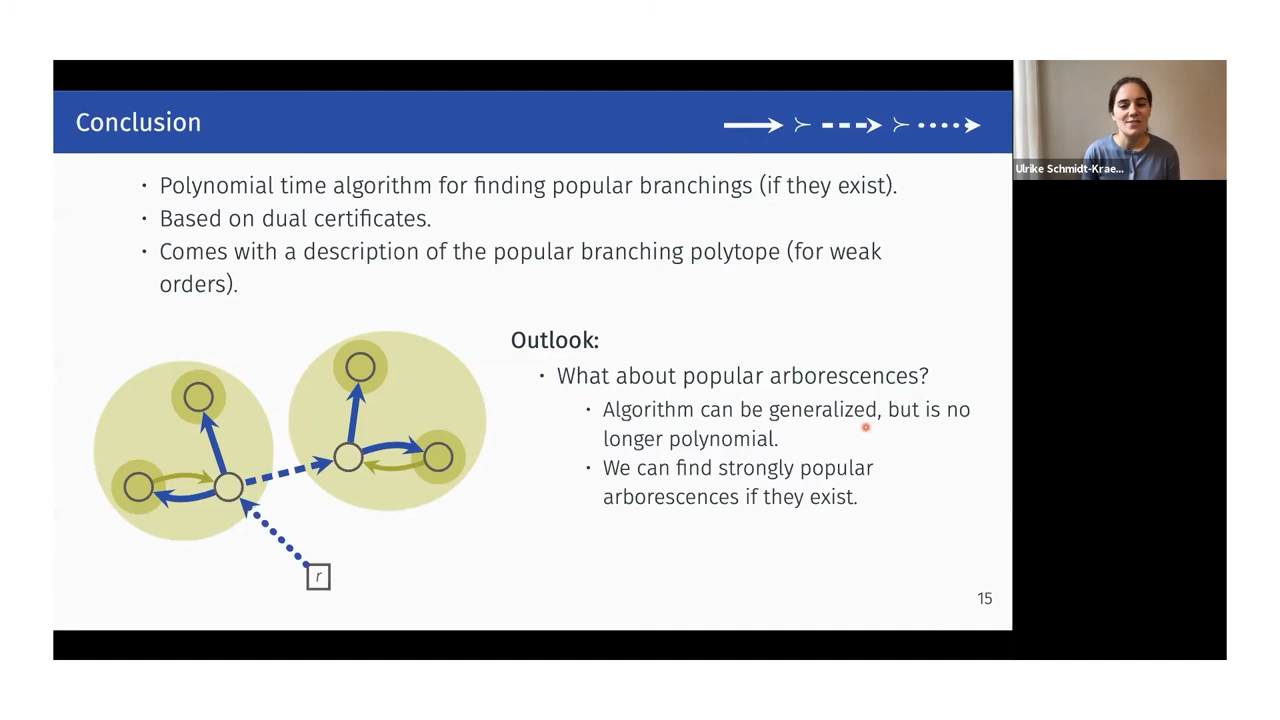 Conclusion
≻ ≻
· Polynomial time algorithm for finding popular branchings (if they exist).
· Based on dual certificates.
· Comes with a description of the popular branching polytope (for weak
orders).
Outlook:
· What about popular arborescences?
· Algorithm can be generalized, but is no
longer polynomial.
· We can find strongly popular
arborescences if they exist.
r
15
Ulrike Schmidt-Krae...